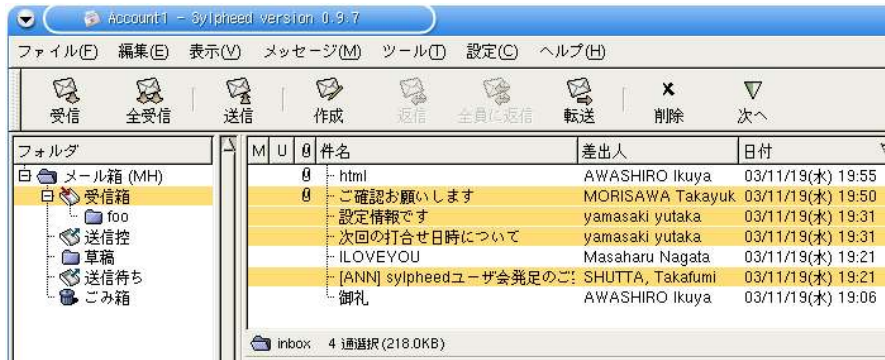 Account1 - Sylpheed version 0.9.7
ファイル(F) 編集(E) 表示(V) メッセージ(M) ツール(T) 設定(C) ヘルプ(H)
受信 全受信 送信 作成 返信 全員に返信 転送 削除 次へ
フォルダ
メール箱 (MH)
受信箱
foo
送信控
草稿
送信待ち
ごみ箱
M U 件名 差出人 日付
html AWASHIRO Ikuya 03/11/19(水) 19:55
ご確認お願いします MORISAWA Takayuk 03/11/19(水) 19:50
設定情報です yamasaki yutaka 03/11/19(水) 19:31
次回の打合せ日時について yamasaki yutaka 03/11/19(水) 19:31
ILOVEYOU Masaharu Nagata 03/11/19(水) 19:21
[ANN] sylpheedユーザ会発足のご SHUTTA, Takafumi 03/11/19(水) 19:21
御礼 AWASHIRO Ikuya 03/11/19(水) 19:06
inbox 4 通選択(218.0KB)